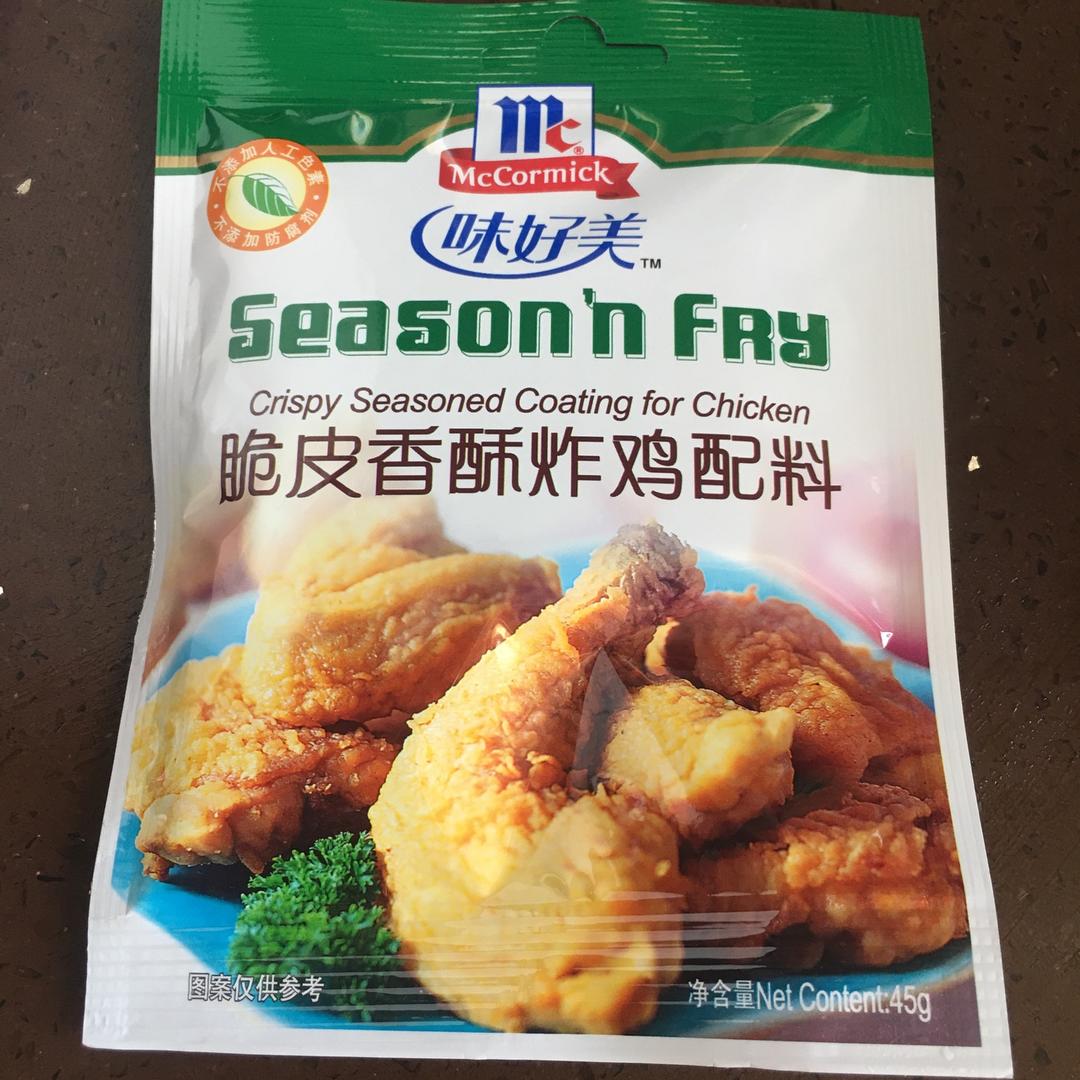 Mc®
McCormick
不添加人工色素
不添加防腐剂
味好美™
Season'n Fry
Crispy Seasoned Coating for Chicken
脆皮香酥炸鸡配料
图案仅供参考
净含量Net Content:45g